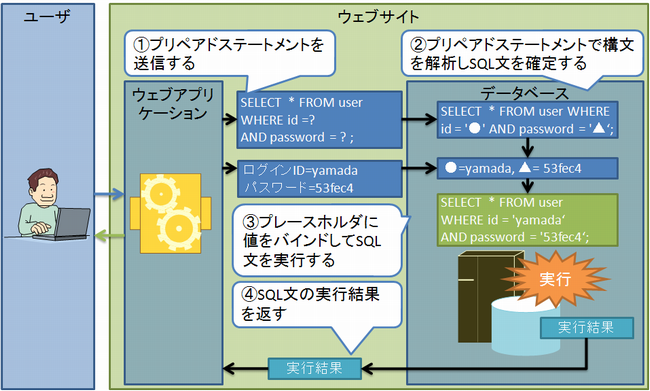 ユーザ
ウェブサイト
①プリペアドステートメントを
送信する
②プリペアドステートメントで構文
を解析しSQL文を確定する
ウェブアプリ
ケーション
SELECT * FROM user
WHERE id =?
AND password = ? ;
データベース
SELECT * FROM user WHERE
id = '●' AND password = '▲';
ログインID=yamada
パスワード=53fec4
●=yamada, ▲= 53fec4
SELECT * FROM user
WHERE id = 'yamada'
AND password = '53fec4';
③プレースホルダに
値をバインドしてSQL
文を実行する
実行
④SQL文の実行結果
を返す
実行結果
実行結果